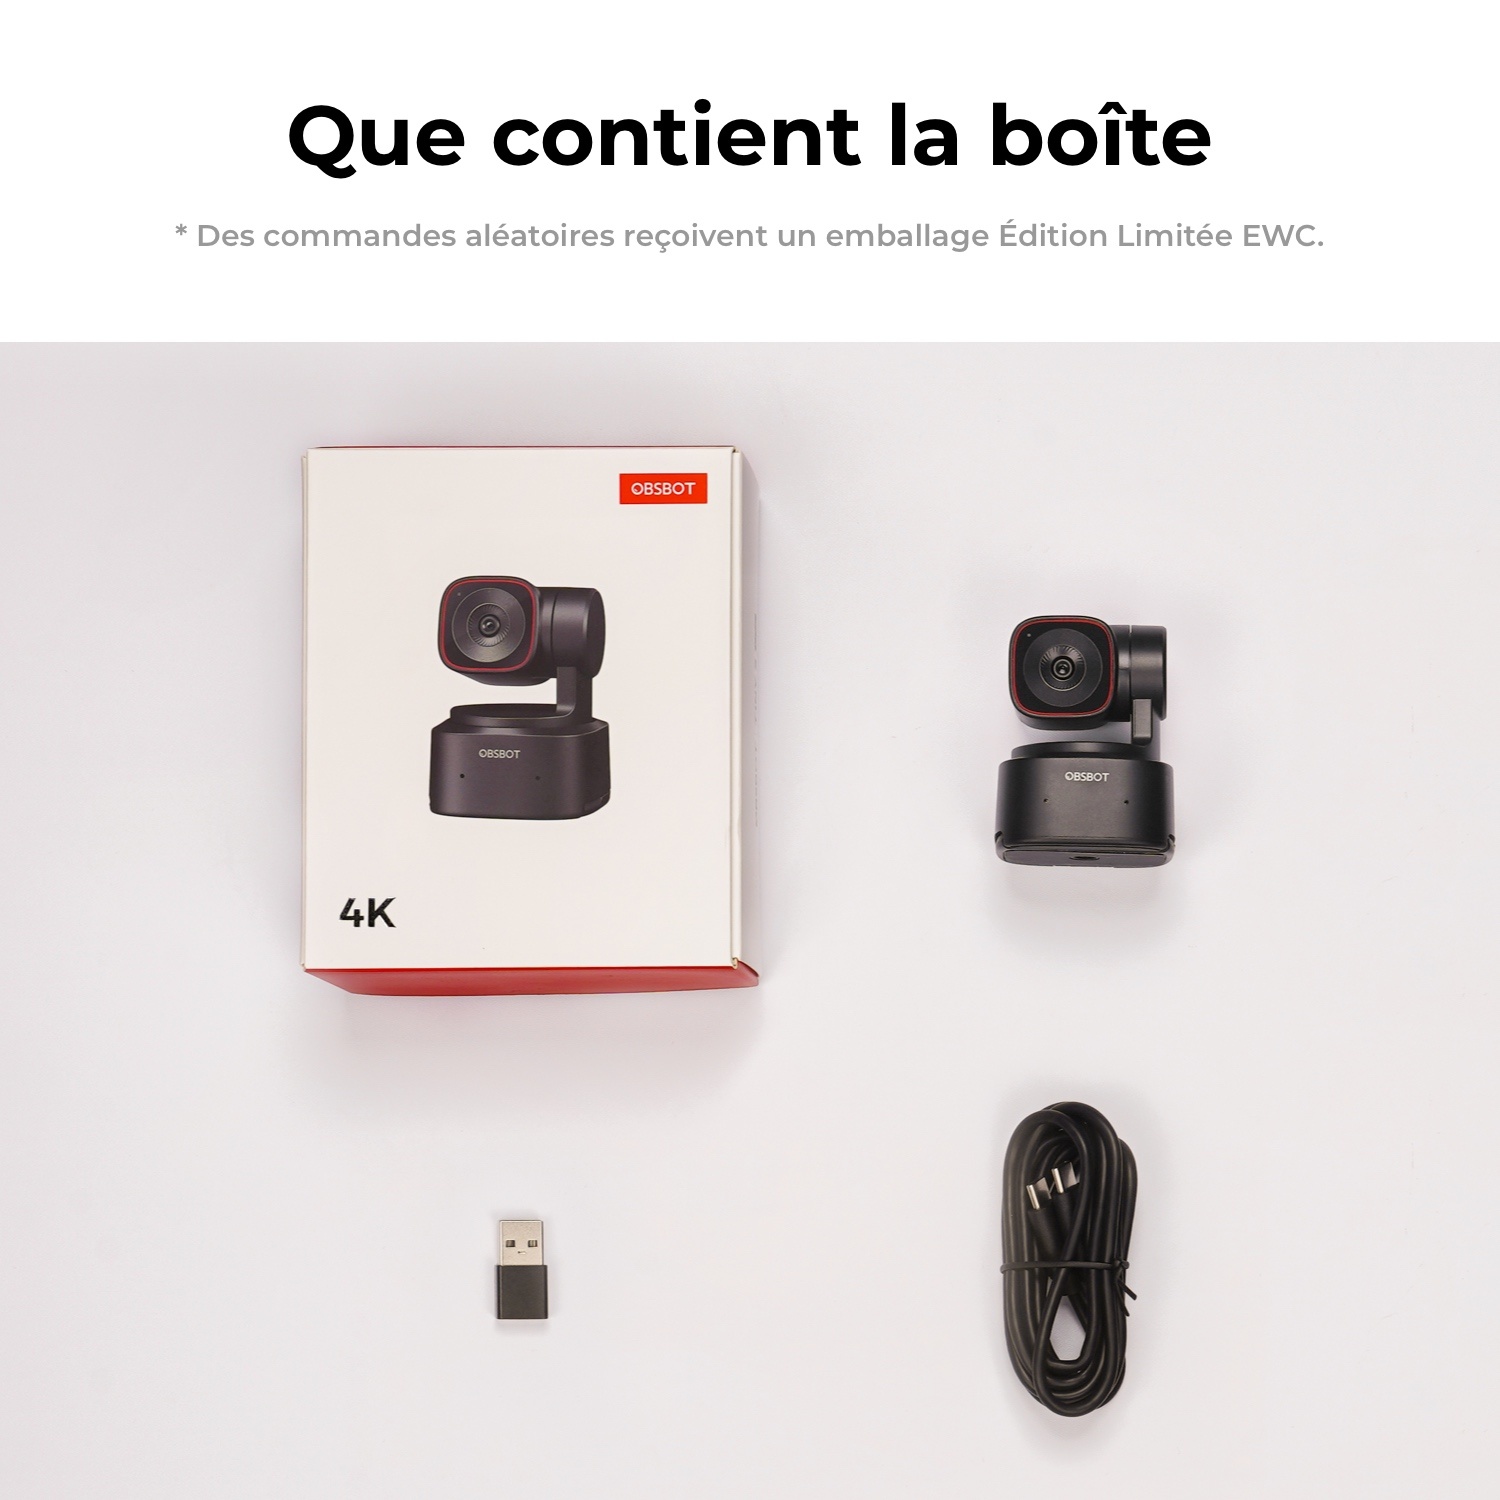 Que contient la boîte
* Des commandes aléatoires reçoivent un emballage Édition Limitée EWC.
OBSBOT
OBSBOT
4K
OBSBOT